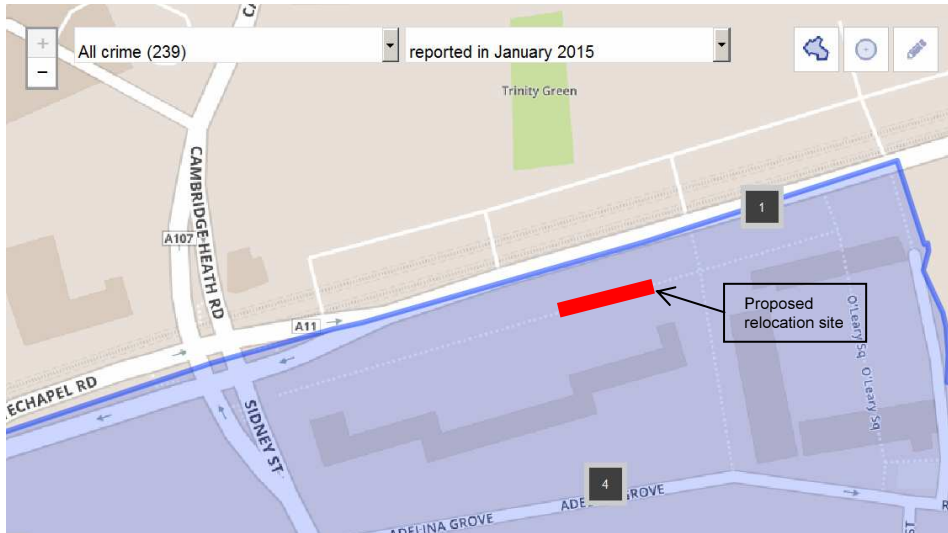 +
−
All crime (239)
reported in January 2015
Trinity Green
CAMBRIDGE HEATH RD
A107
1
A11
Proposed
relocation site
O'Leary Sq
O'Leary Sq
ECHAPEL RD
SIDNEY ST
4
ADELINA GROVE
GROVE
ST